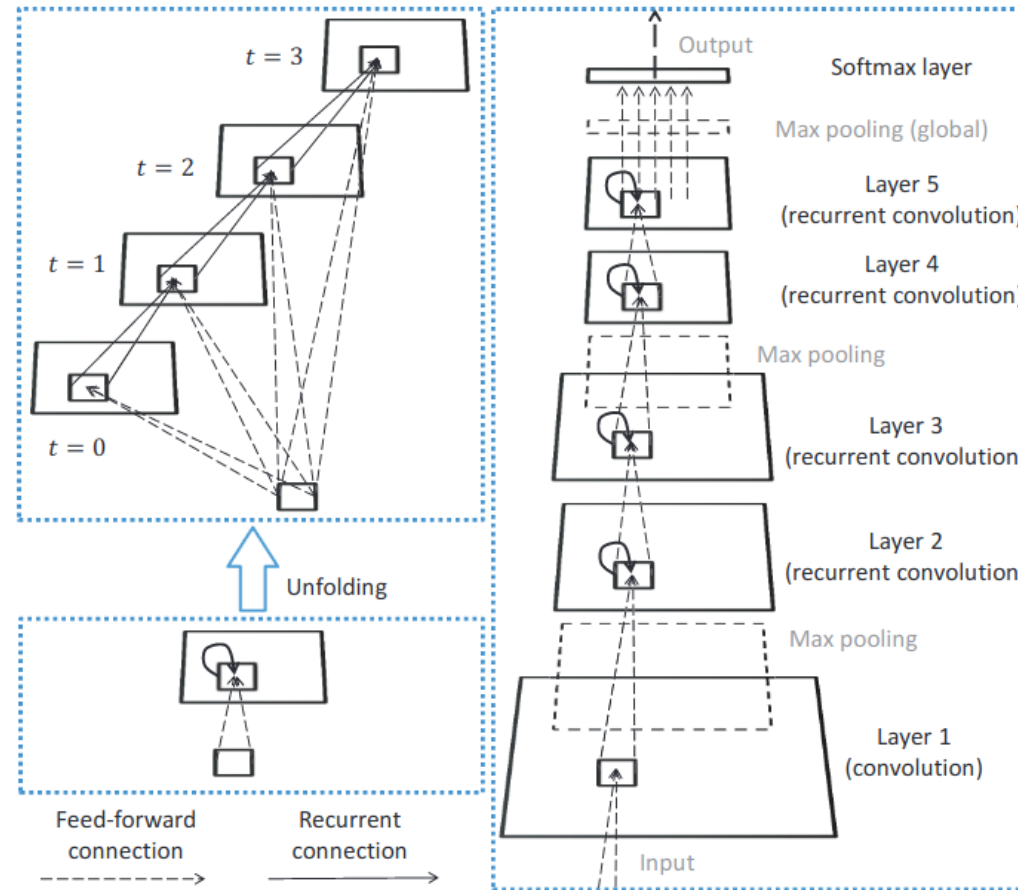 t = 3
t = 2
t = 1
t = 0
Unfolding
Feed-forward
connection
Recurrent
connection
Output
Softmax layer
Max pooling (global)
Layer 5
(recurrent convolution)
Layer 4
(recurrent convolution)
Max pooling
Layer 3
(recurrent convolution
Layer 2
(recurrent convolution
Max pooling
Layer 1
(convolution)
Input